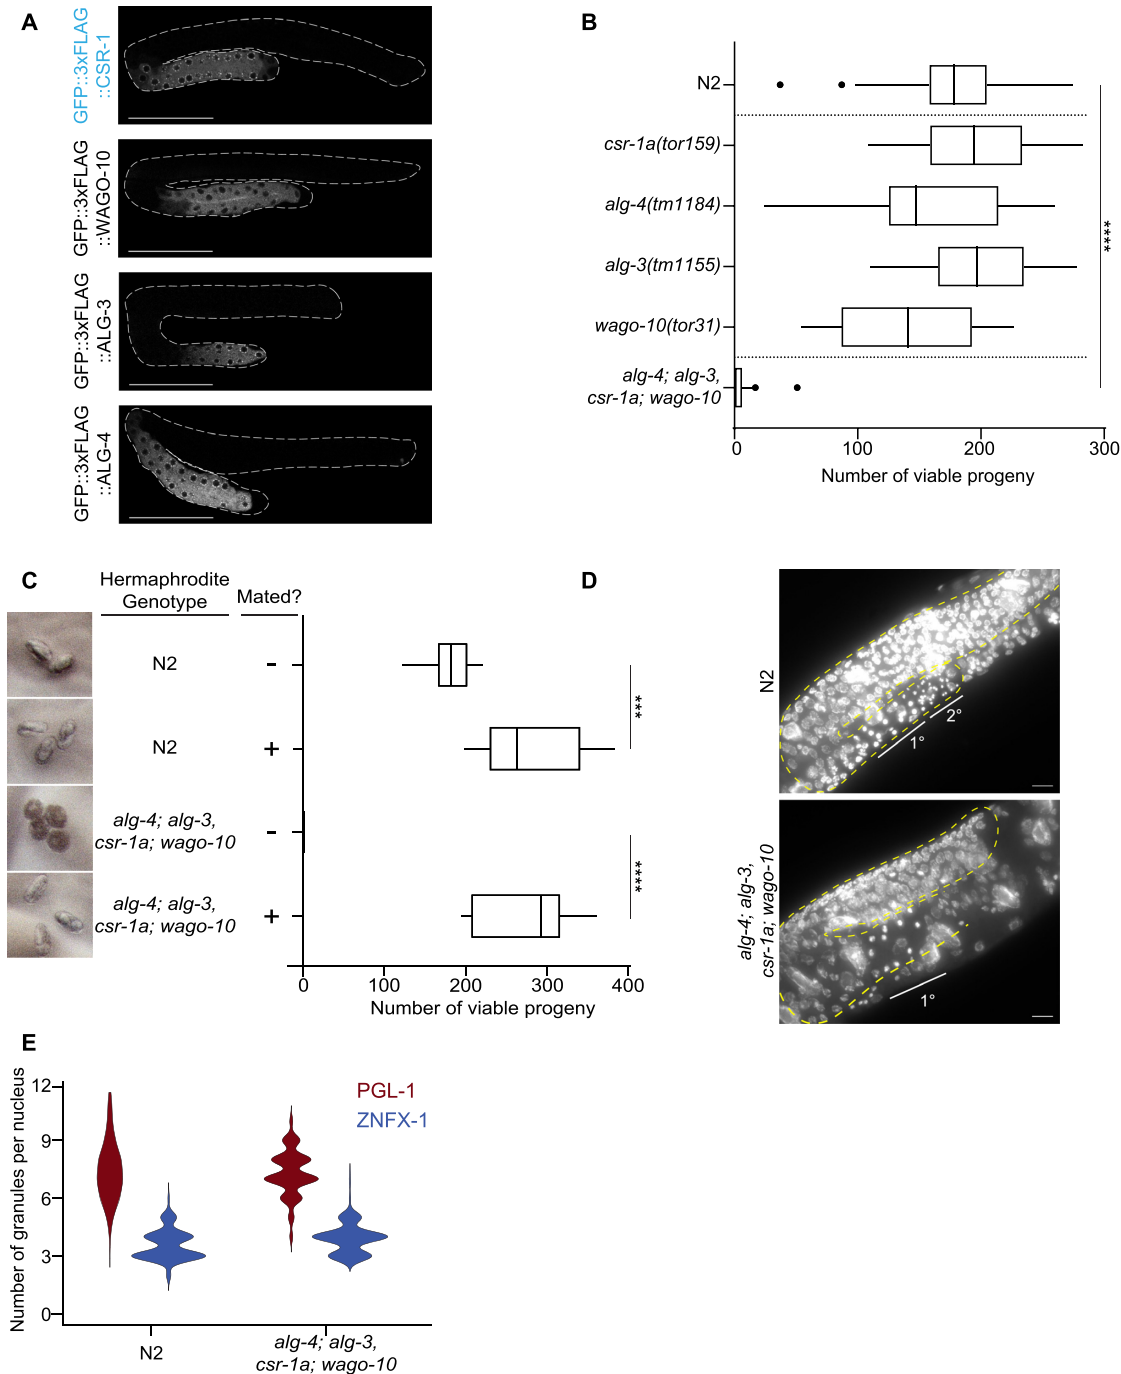 A
GFP::3xFLAG
::CSR-1
GFP::3xFLAG
::WAGO-10
GFP::3xFLAG
::ALG-3
GFP::3xFLAG
::ALG-4
B
N2
csr-1a(tor159)
alg-4(tm1184)
alg-3(tm1155)
wago-10(tor31)
alg-4; alg-3,
csr-1a; wago-10
****
0 100 200 300
Number of viable progeny
C
Hermaphrodite
Genotype
Mated?
N2 -
N2 +
***
alg-4; alg-3,
csr-1a; wago-10 -
alg-4; alg-3,
csr-1a; wago-10 +
****
0 100 200 300 400
Number of viable progeny
D
N2
1°
2°
alg-4; alg-3,
csr-1a; wago-10
1°
E
Number of granules per nucleus
12
9
6
3
0
PGL-1
ZNFX-1
N2
alg-4; alg-3,
csr-1a; wago-10